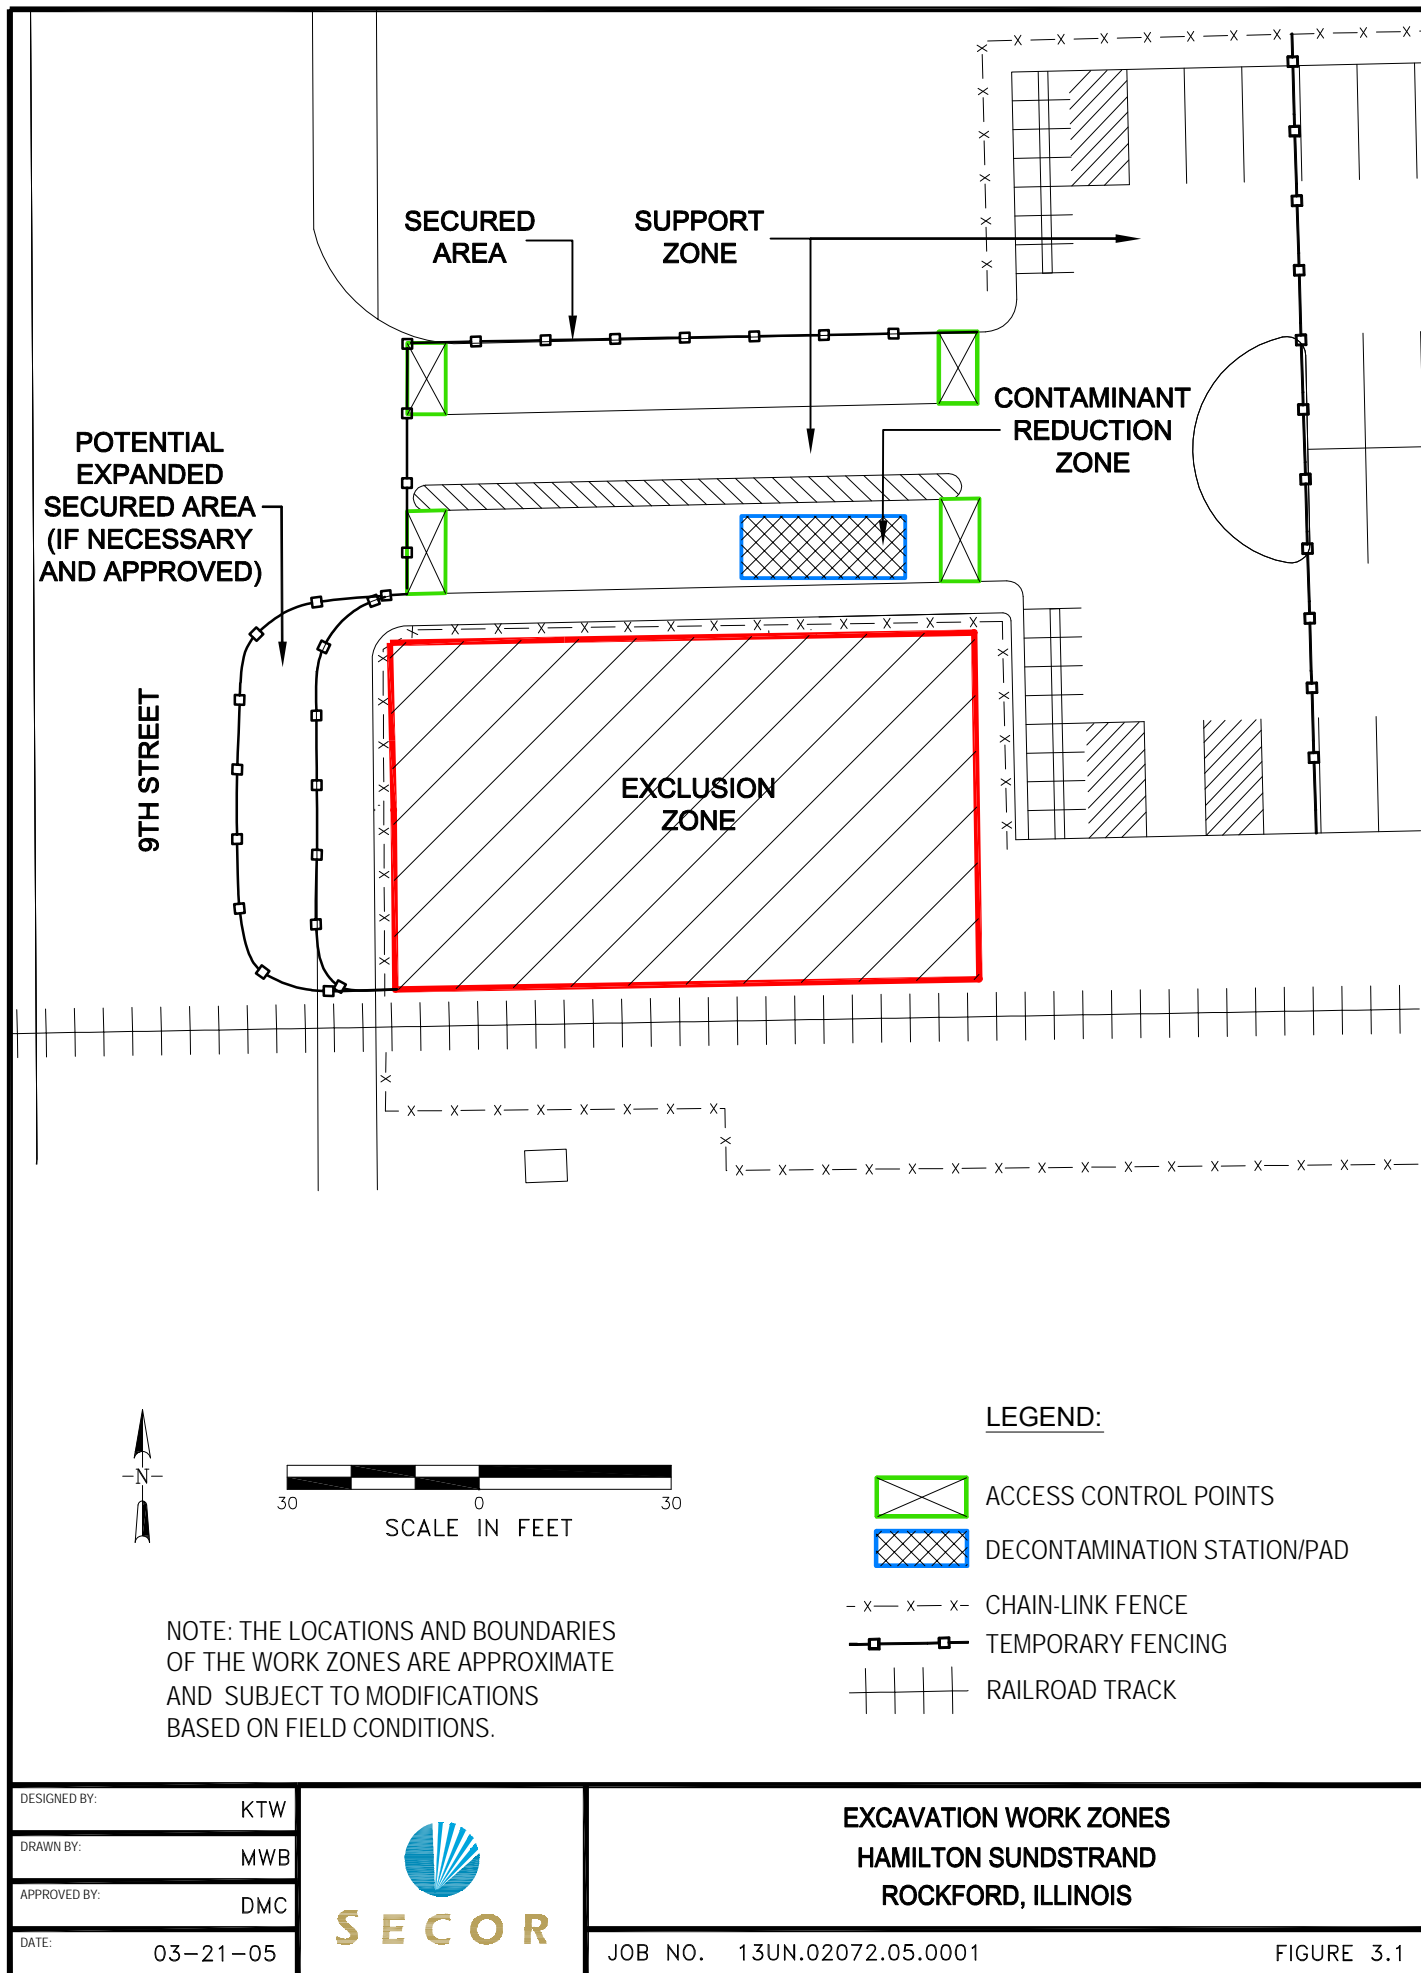 SECURED
AREA
SUPPORT
ZONE
CONTAMINANT
REDUCTION
ZONE
POTENTIAL
EXPANDED
SECURED AREA
(IF NECESSARY
AND APPROVED)
9TH STREET
EXCLUSION
ZONE
N
30 0 30
SCALE IN FEET
LEGEND:
ACCESS CONTROL POINTS
DECONTAMINATION STATION/PAD
CHAIN-LINK FENCE
TEMPORARY FENCING
RAILROAD TRACK
NOTE: THE LOCATIONS AND BOUNDARIES
OF THE WORK ZONES ARE APPROXIMATE
AND SUBJECT TO MODIFICATIONS
BASED ON FIELD CONDITIONS.
DESIGNED BY: KTW
DRAWN BY: MWB
APPROVED BY: DMC
DATE: 03-21-05
SECOR
EXCAVATION WORK ZONES
HAMILTON SUNDSTRAND
ROCKFORD, ILLINOIS
JOB NO. 13UN.02072.05.0001
FIGURE 3.1